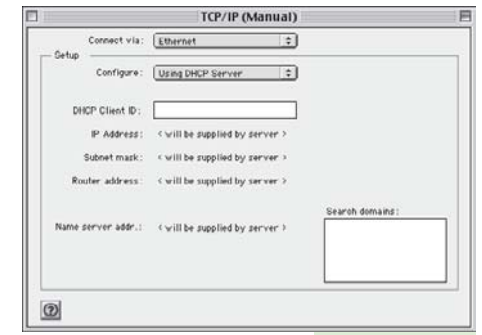 TCP/IP (Manual)
Connect via: Ethernet
Setup
Configure: Using DHCP Server
DHCP Client ID:
IP Address: < will be supplied by server >
Subnet mask: < will be supplied by server >
Router address: < will be supplied by server >
Search domains:
Name server addr.: < will be supplied by server >
?